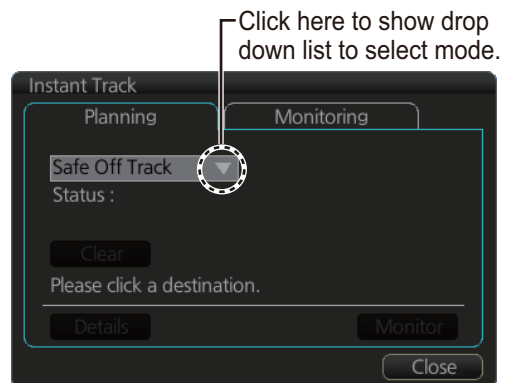 Click here to show drop
down list to select mode.
Instant Track
Planning Monitoring
Safe Off Track
Status :
Clear
Please click a destination.
Details Monitor
Close